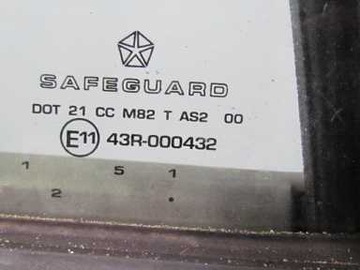 SAFEGUARD
DOT 21 CC M82 T AS2 00
E11 43R-000432
1 5 1
2 .